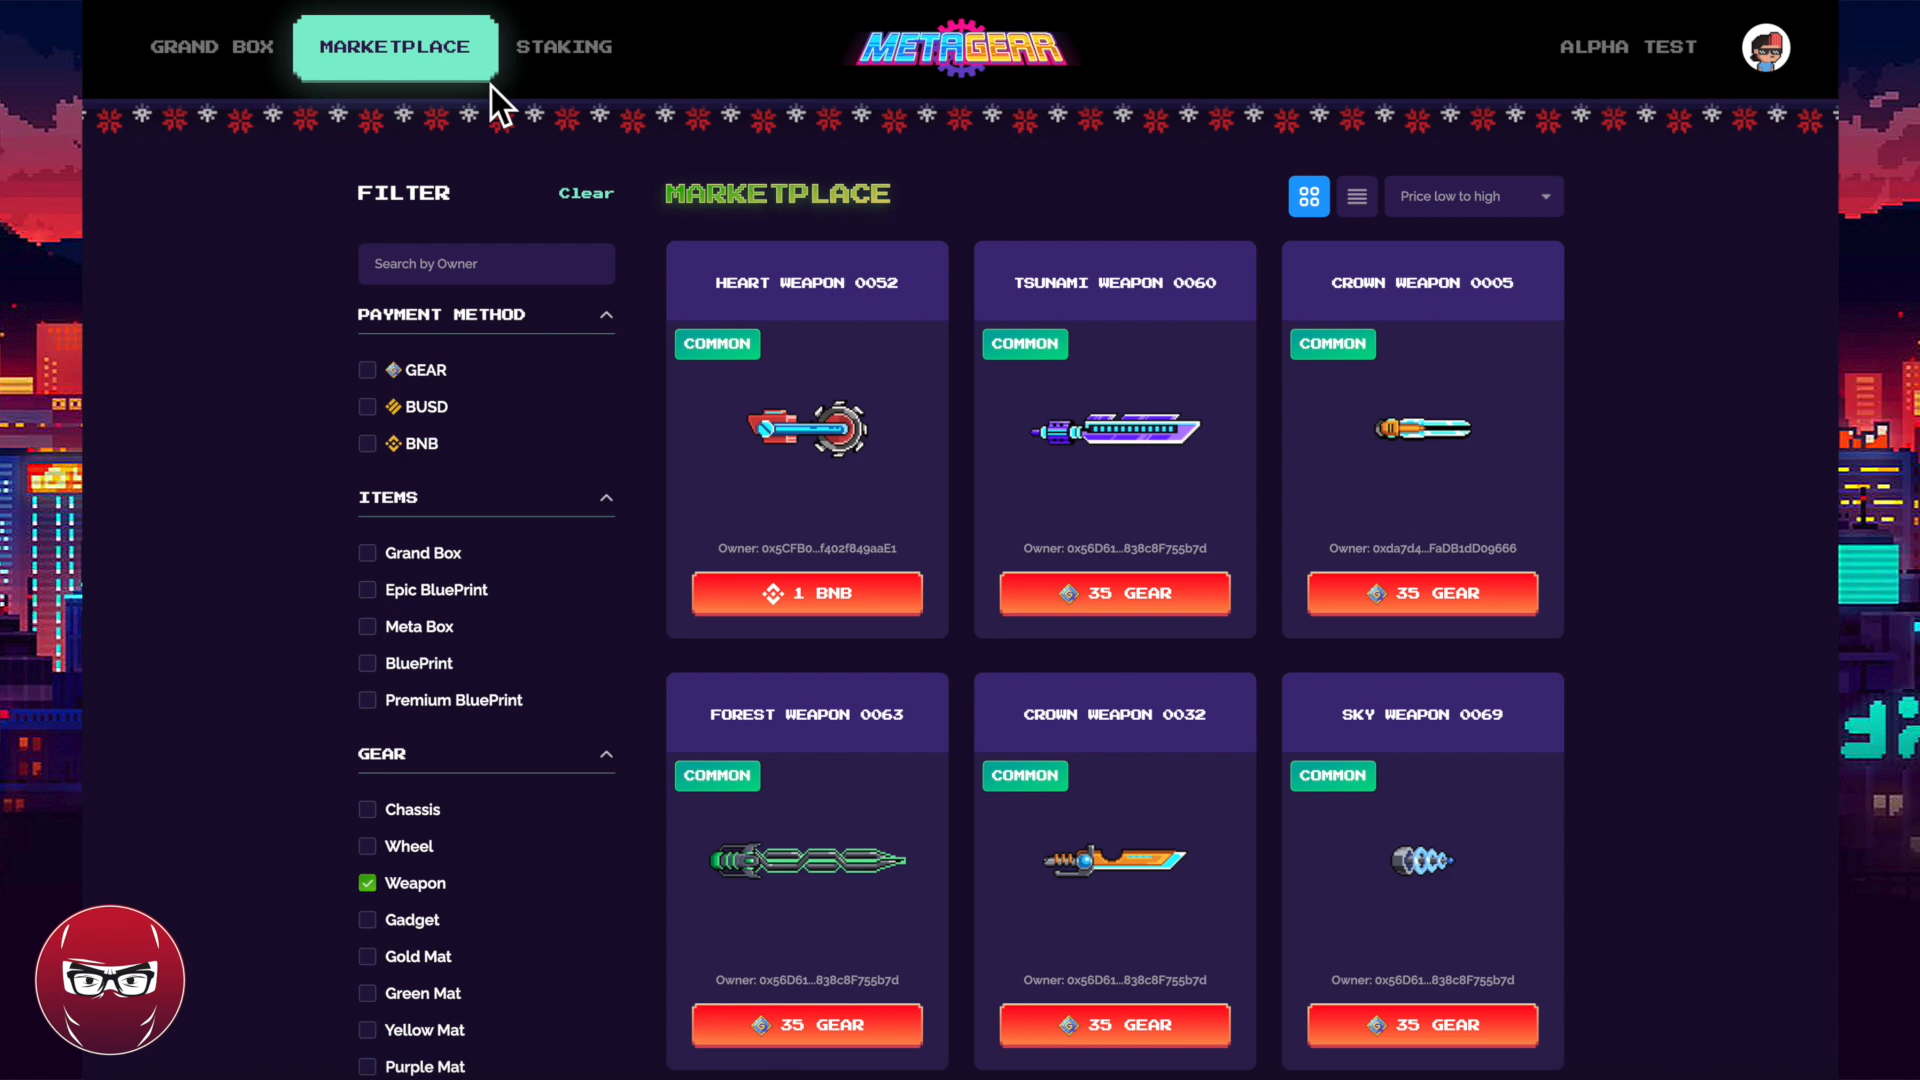 GRAND BOX
MARKETPLACE
STAKING
METAGEAR
ALPHA TEST
FILTER
Clear
Search by Owner
PAYMENT METHOD
GEAR
BUSD
BNB
ITEMS
Grand Box
Epic BluePrint
Meta Box
BluePrint
Premium BluePrint
GEAR
Chassis
Wheel
Weapon
Gadget
Gold Mat
Green Mat
Yellow Mat
Purple Mat
MARKETPLACE
Price low to high
HEART WEAPON 0052
COMMON
Owner: 0x5CFB0...f402f849aaE1
1 BNB
TSUNAMI WEAPON 0060
COMMON
Owner: 0x56D61...838c8F755b7d
35 GEAR
CROWN WEAPON 0005
COMMON
Owner: 0xda7d4...FaDB1dD09666
35 GEAR
FOREST WEAPON 0063
COMMON
Owner: 0x56D61...838c8F755b7d
35 GEAR
CROWN WEAPON 0032
COMMON
Owner: 0x56D61...838c8F755b7d
35 GEAR
SKY WEAPON 0069
COMMON
Owner: 0x56D61...838c8F755b7d
35 GEAR